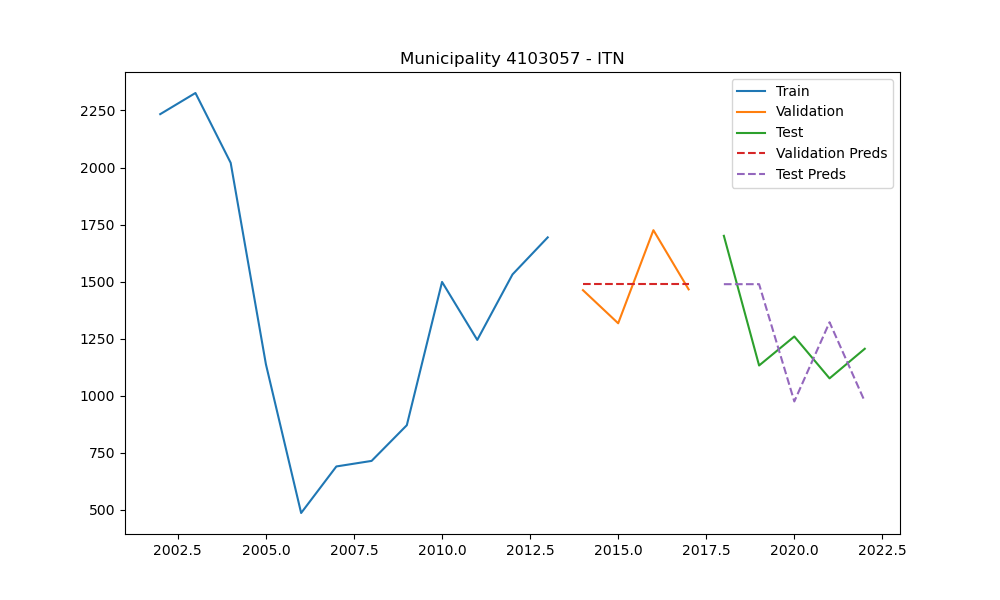 Municipality 4103057 - ITN
Train
Validation
Test
Validation Preds
Test Preds
2250
2000
1750
1500
1250
1000
750
500
2002.5 2005.0 2007.5 2010.0 2012.5 2015.0 2017.5 2020.0 2022.5